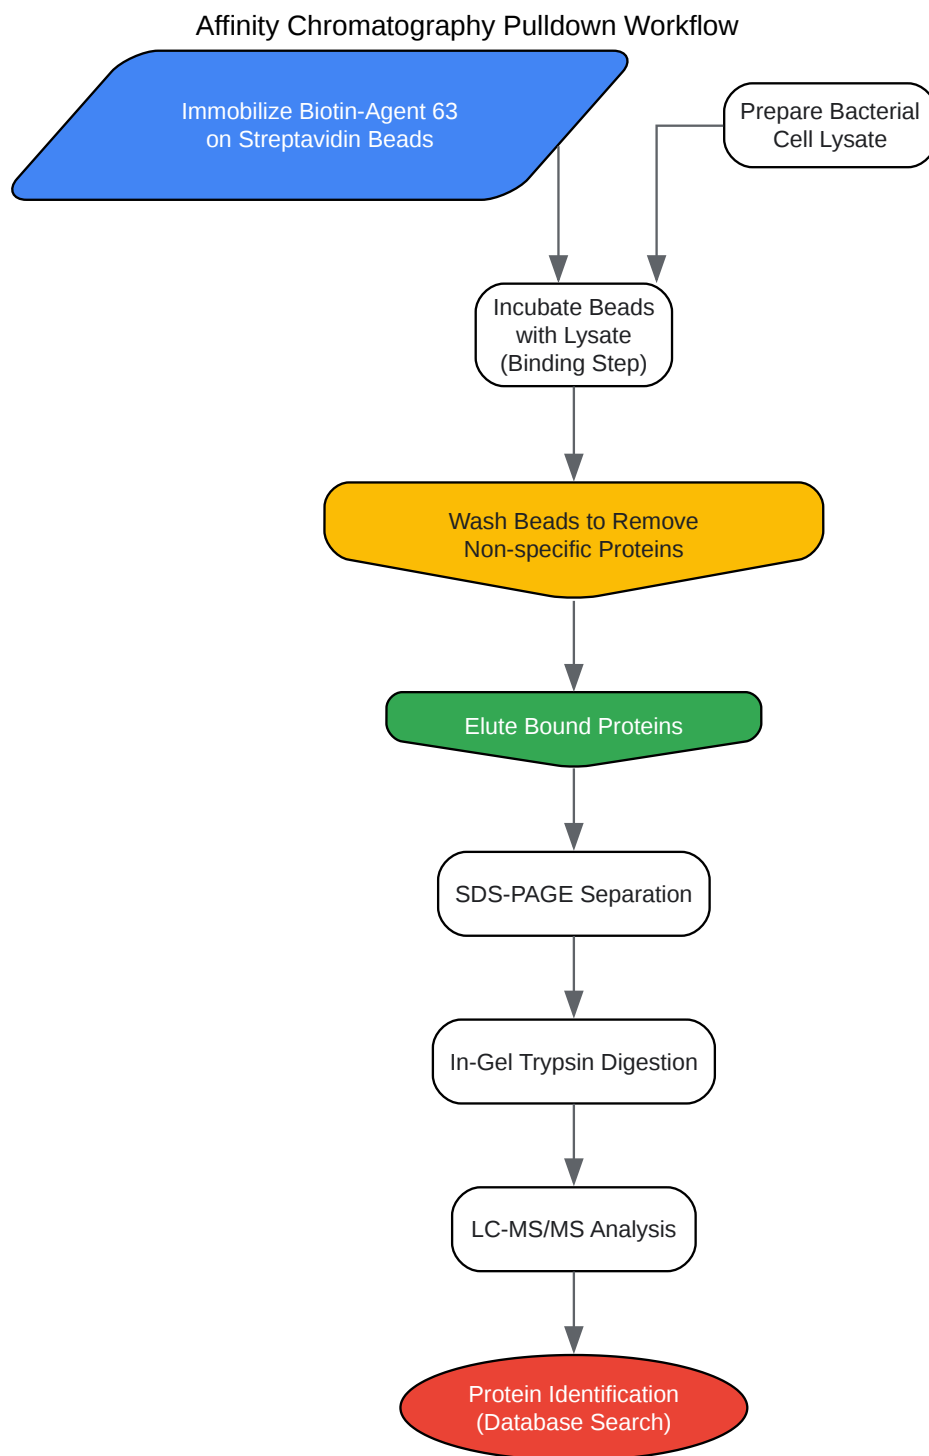 Affinity Chromatography Pulldown Workflow
Immobilize Biotin-Agent 63
on Streptavidin Beads
Prepare Bacterial
Cell Lysate
Incubate Beads
with Lysate
(Binding Step)
Wash Beads to Remove
Non-specific Proteins
Elute Bound Proteins
SDS-PAGE Separation
In-Gel Trypsin Digestion
LC-MS/MS Analysis
Protein Identification
(Database Search)